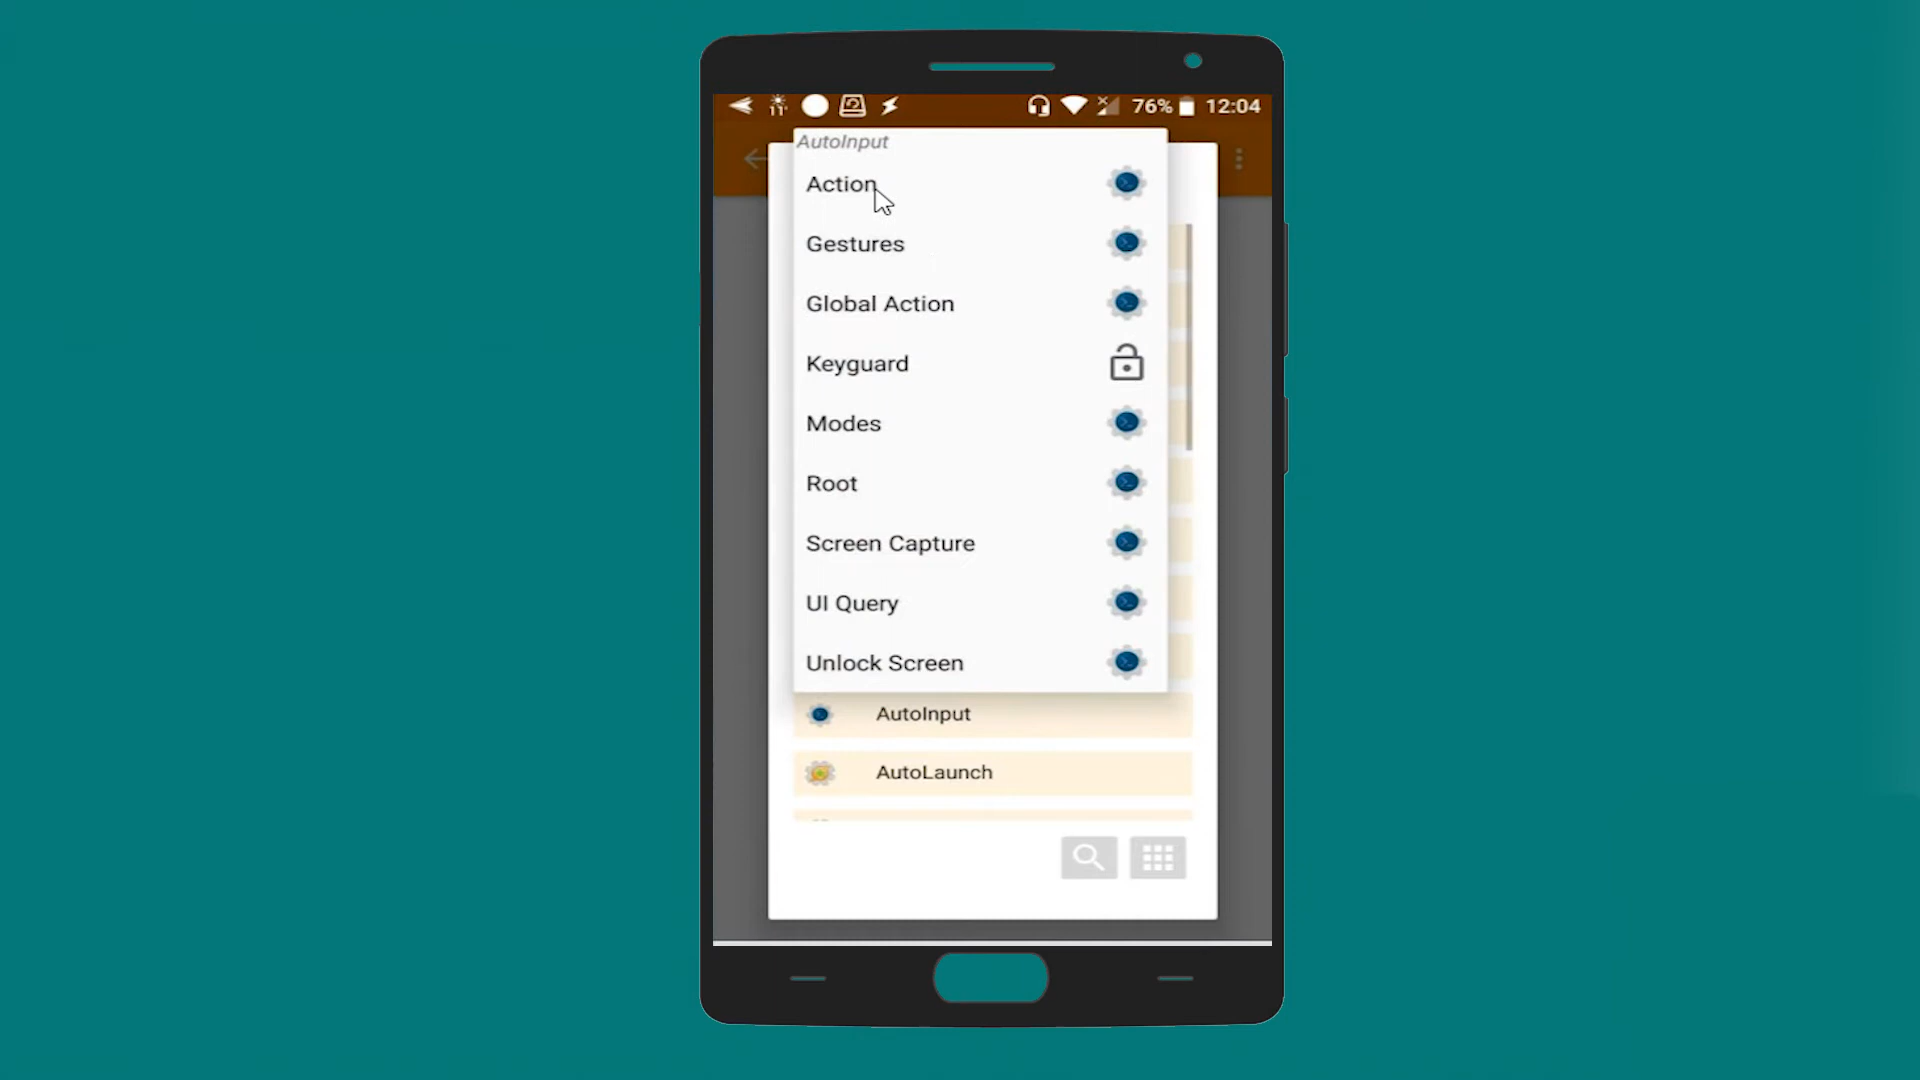 76% 12:04
AutoInput
Action
Gestures
Global Action
Keyguard
Modes
Root
Screen Capture
UI Query
Unlock Screen
AutoInput
AutoLaunch